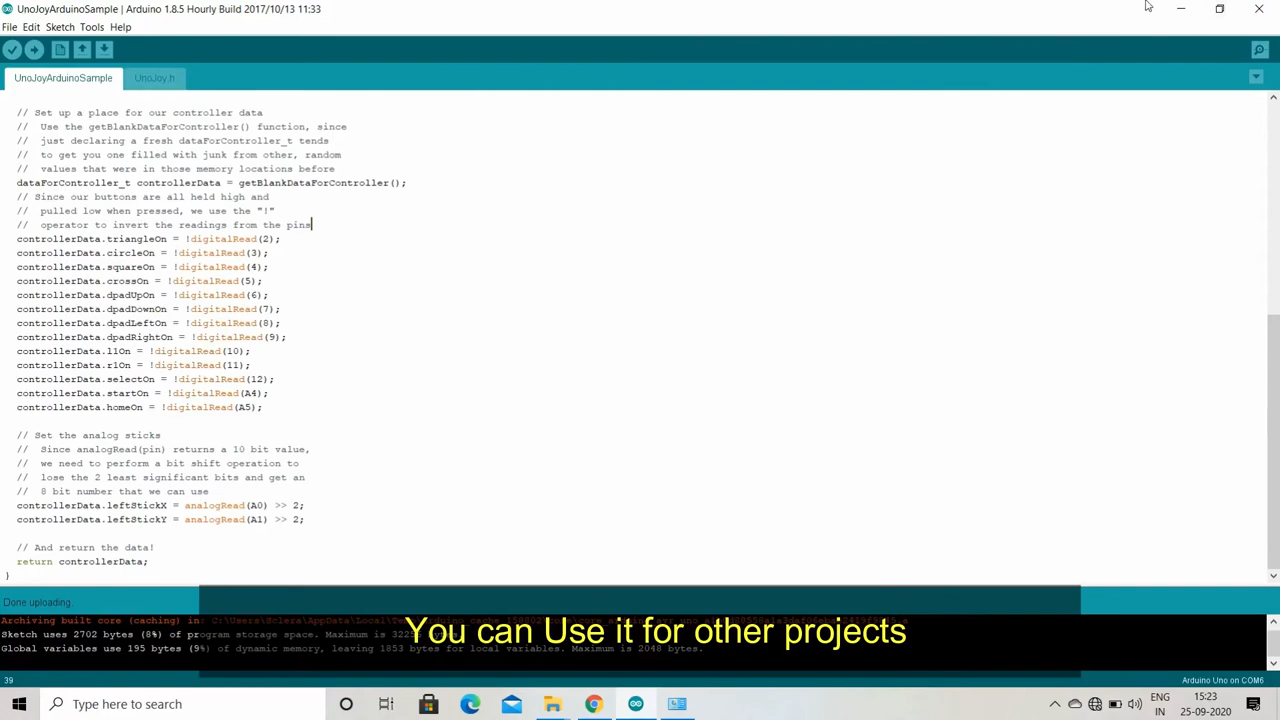 UnoJoyArduinoSample | Arduino 1.8.5 Hourly Build 2017/10/13 11:33
File Edit Sketch Tools Help
UnoJoyArduinoSample UnoJoy.h
// Set up a place for our controller data
// Use the getBlankDataForController() function, since
// just declaring a fresh dataForController_t tends
// to get you one filled with junk from other, random
// values that were in those memory locations before
dataForController_t controllerData = getBlankDataForController();
// Since our buttons are all held high and
// pulled low when pressed, we use the "!"
// operator to invert the readings from the pins
controllerData.triangleOn = !digitalRead(2);
controllerData.circleOn = !digitalRead(3);
controllerData.squareOn = !digitalRead(4);
controllerData.crossOn = !digitalRead(5);
controllerData.dpadUpOn = !digitalRead(6);
controllerData.dpadDownOn = !digitalRead(7);
controllerData.dpadLeftOn = !digitalRead(8);
controllerData.dpadRightOn = !digitalRead(9);
controllerData.l1On = !digitalRead(10);
controllerData.r1On = !digitalRead(11);
controllerData.selectOn = !digitalRead(12);
controllerData.startOn = !digitalRead(A4);
controllerData.homeOn = !digitalRead(A5);
// Set the analog sticks
// Since analogRead(pin) returns a 10 bit value,
// we need to perform a bit shift operation to
// lose the 2 least significant bits and get an
// 8 bit number that we can use
controllerData.leftStickX = analogRead(A0) >> 2;
controllerData.leftStickY = analogRead(A1) >> 2;
// And return the data!
return controllerData;
}
Done uploading.
Archiving built core (caching) in: C:\Users\
Sketch uses 2702 bytes (8%) of program storage space. Maximum is
Global variables use 195 bytes (9%) of dynamic memory, leaving 1853 bytes for local variables. Maximum is 2048 bytes.
You can Use it for other projects
39 Arduino Uno on COM6
Type here to search
ENG 15:23
IN 25-09-2020